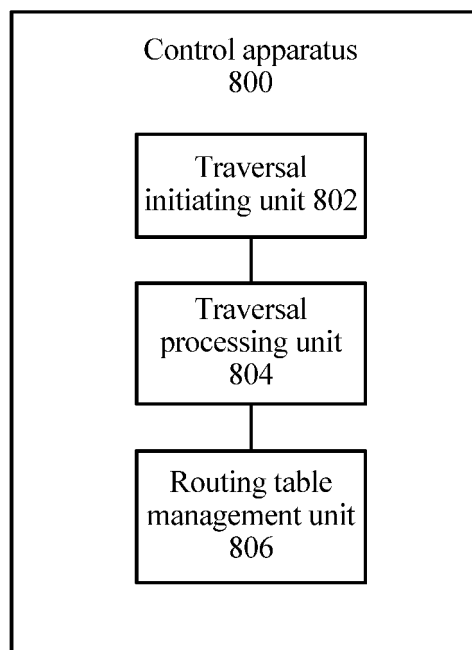 Control apparatus
800
Traversal
initiating unit 802
Traversal
processing unit
804
Routing table
management unit
806